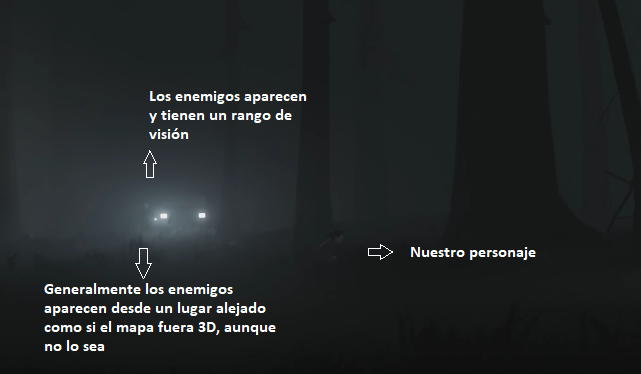 Los enemigos aparecen
y tienen un rango de
visión
Nuestro personaje
Generalmente los enemigos
aparecen desde un lugar alejado
como si el mapa fuera 3D, aunque
no lo sea